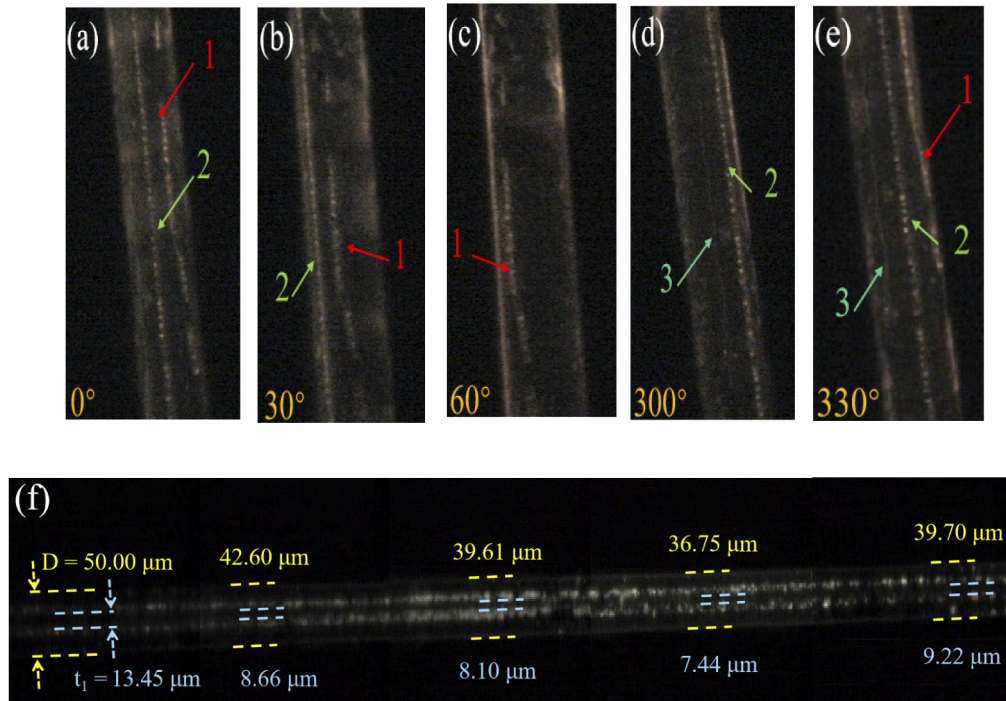 (a) (b) (c) (d) (e)
1 2
2 1
1
2 3
1 2 3
0° 30° 60° 300° 330°
(f)
D = 50.00 μm 42.60 μm 39.61 μm 36.75 μm 39.70 μm
t₁ = 13.45 μm 8.66 μm 8.10 μm 7.44 μm 9.22 μm